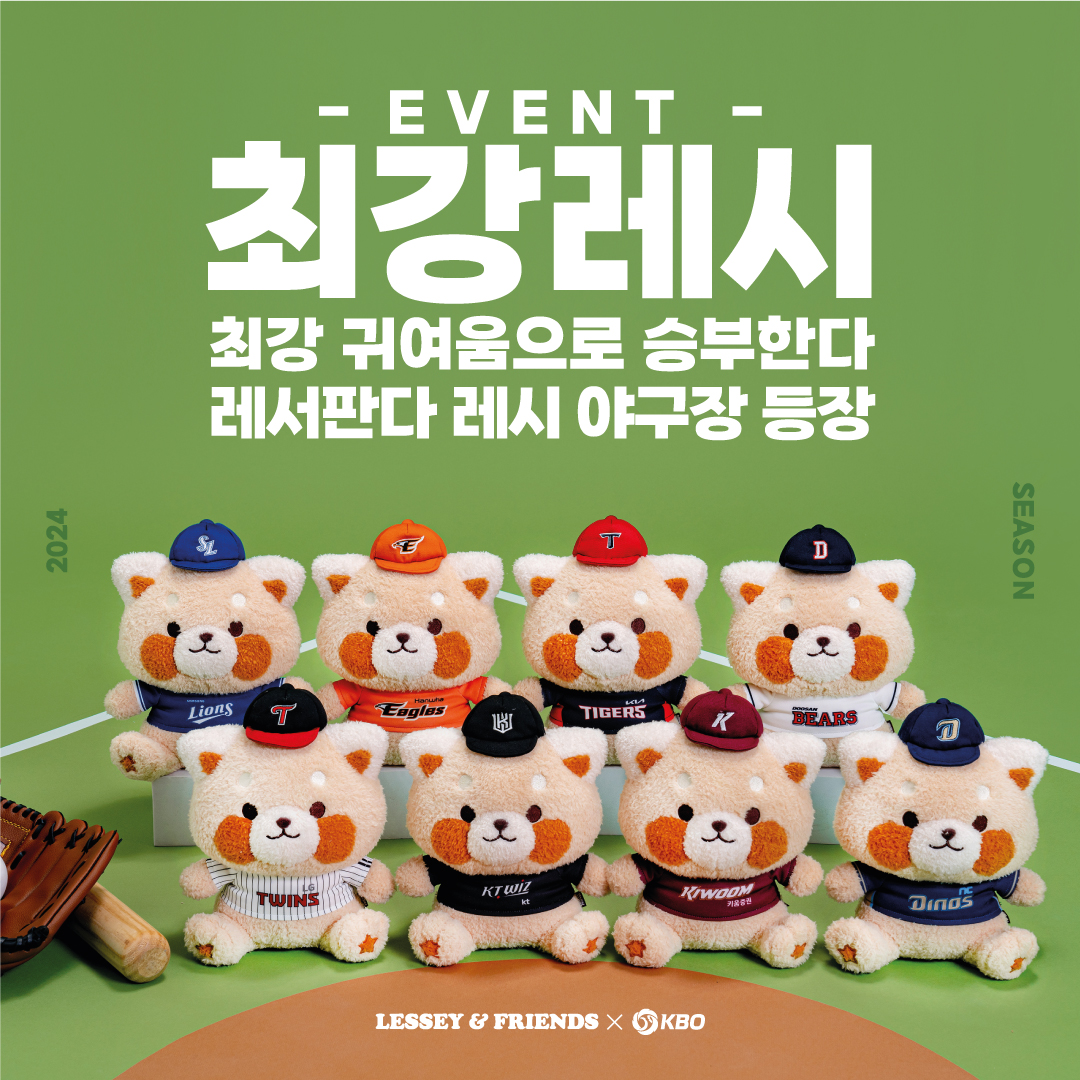 - EVENT -
최강레시
최강 귀여움으로 승부한다
레서판다 레시 야구장 등장
2024
SEASON
SL
E
T
D
Lions
Hanwha
Eagles
KIA
TIGERS
DOOSAN
BEARS
T
K
D
LG
TWINS
KT WIZ
kt
KIWOOM
키움증권
NC
DINOS
LESSEY & FRIENDS × KBO